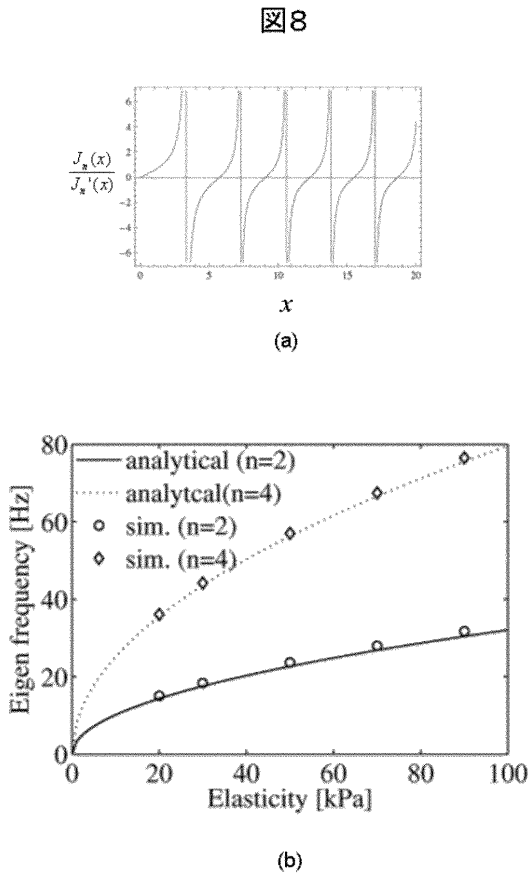 図8
6
4
2
0
-2
-4
-6
J_n(x)
J_n'(x)
0 5 10 15 20
x
(a)
80
60
40
20
0
Eigen frequency [Hz]
analytical (n=2)
analytcal(n=4)
sim. (n=2)
sim. (n=4)
0 20 40 60 80 100
Elasticity [kPa]
(b)